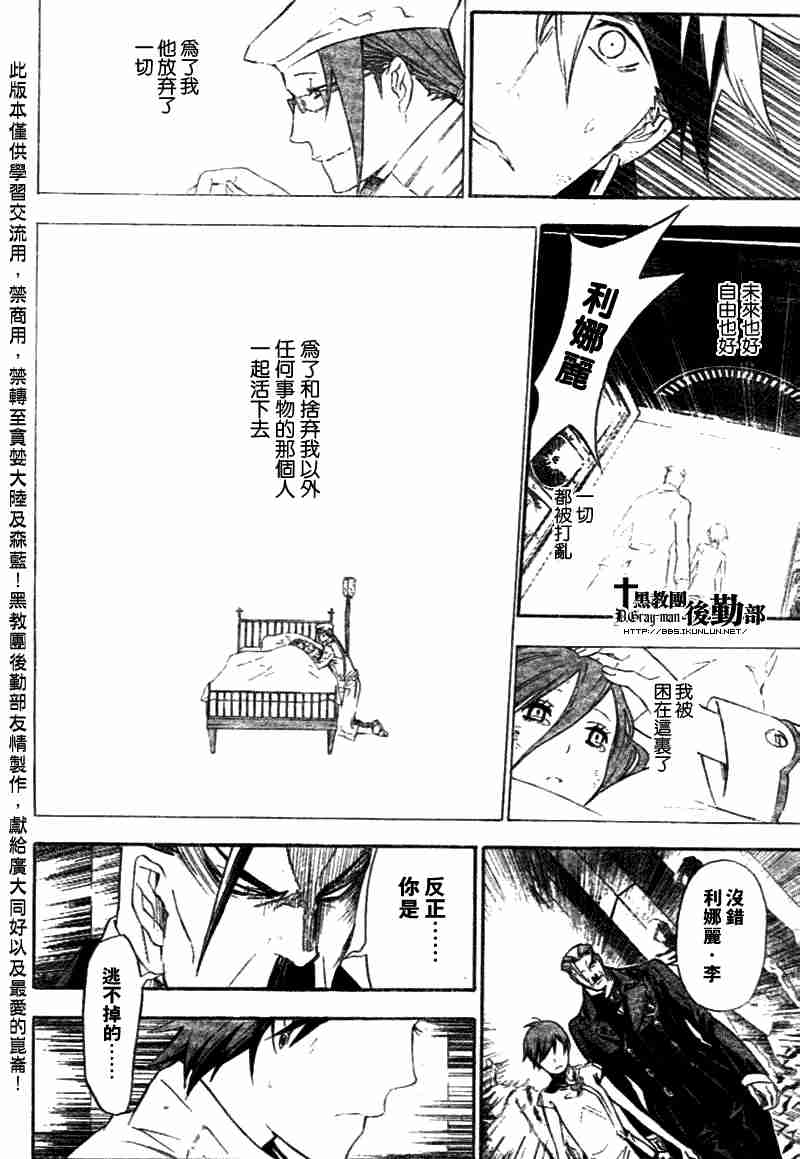 為了我
他放弃了
一切
利娜麗
未來也好
自由也好
一切
都被打亂
為了和捨弃我以外
任何事物的那個人
一起活下去
黑教團
D.Gray-man
後勤部
HTTP://BBS.IKUNLUN.NET/
我被
困在這裏了
沒錯
利娜麗·李
反正……
你是
逃不掉的……
此版本僅供學習交流用，禁商用，禁轉至貪婪大陸及森藍！黑教團後勤部友情製作，獻給廣大同好以及最愛的崑崙！